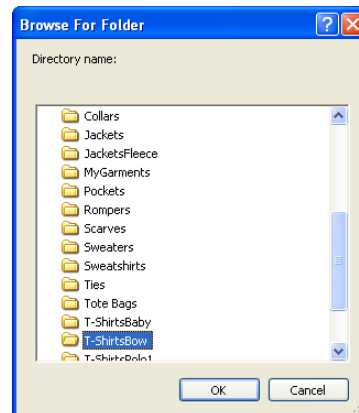 Browse For Folder
Directory name:
Collars
Jackets
JacketsFleece
MyGarments
Pockets
Rompers
Scarves
Sweaters
Sweatshirts
Ties
Tote Bags
T-ShirtsBaby
T-ShirtsBow
T-ShirtsPolo1
OK Cancel